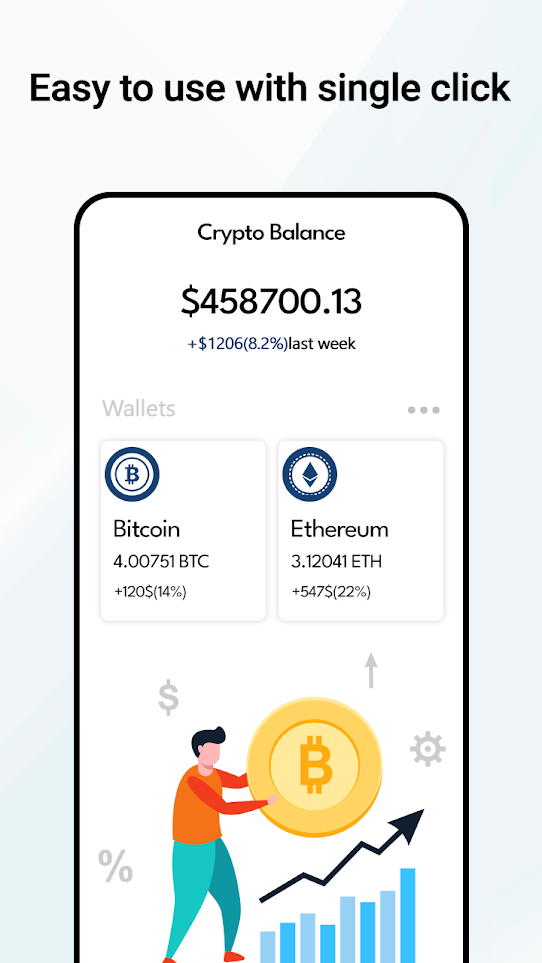 Easy to use with single click
Crypto Balance
$458700.13
+$1206(8.2%)last week
Wallets
Bitcoin
Ethereum
4.00751 BTC
3.12041 ETH
+120$(14%)
+547$(22%)
$
%